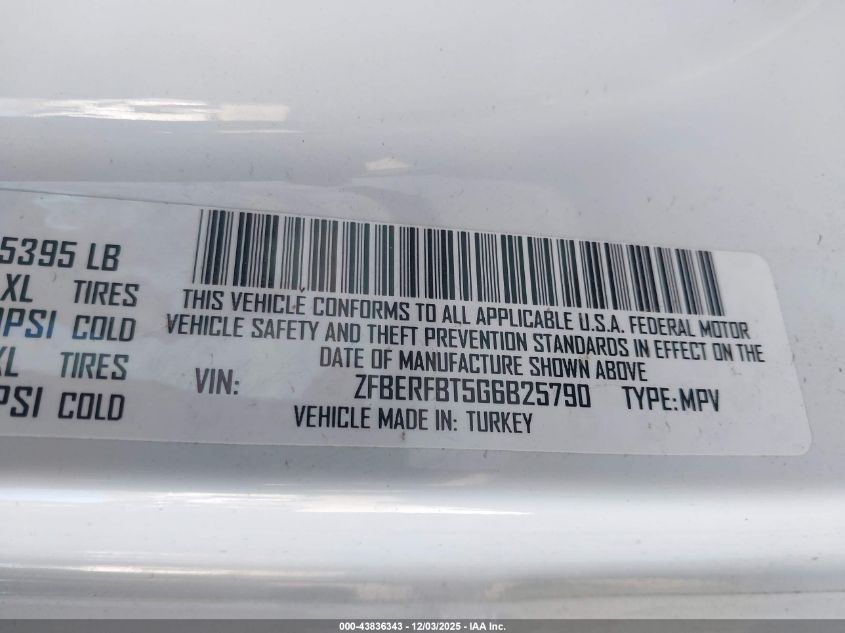 5395 LB
XL TIRES
PSI COLD
XL TIRES
PSI COLD
THIS VEHICLE CONFORMS TO ALL APPLICABLE U.S.A. FEDERAL MOTOR
VEHICLE SAFETY AND THEFT PREVENTION STANDARDS IN EFFECT ON THE
DATE OF MANUFACTURE SHOWN ABOVE
VIN: ZFBERFBT5G6B25790 TYPE:MPV
VEHICLE MADE IN: TURKEY
000-43836343 - 12/03/2025 - IAA Inc.